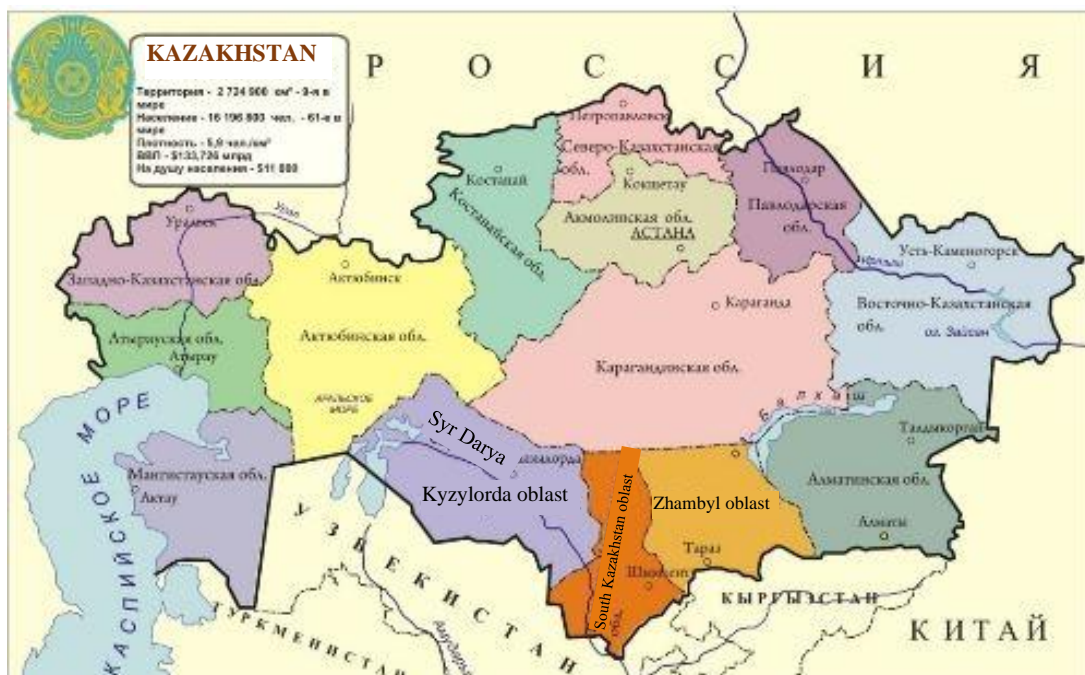 KAZAKHSTAN
Территория - 2 724 900 км² - 9-я в
мире
Население - 16 196 800 чел. - 61-е в
мире
Плотность - 5,9 чел./км²
ВВП - $133,726 млрд
На душу населения - $11 000
Р О С С И Я
Петропавловск
Северо-Казахстанская
обл.
Кокшетау
Акмолинская обл.
АСТАНА
Костанай
Костанайская обл.
Павлодар
Павлодарская
обл.
Иртыш
Усть-Каменогорск
Восточно-Казахстанская
обл.
оз. Зайсан
Уральск
Урал
Западно-Казахстанская обл.
Актюбинск
Актюбинская обл.
Атырауская обл.
Атырау
Караганда
Карагандинская обл.
КАСПИЙСКОЕ МОРЕ
АРАЛЬСКОЕ
МОРЕ
Syr Darya
Kyzylorda oblast
Мангистауская обл.
Актау
South Kazakhstan oblast
обл.
Шымкент
Zhambyl oblast
Тараз
Балхаш
Талдыкорган
Алматинская обл.
Алматы
УЗБЕКИСТАН
ТУРКМЕНИСТАН
Амударья
КЫРГЫЗСТАН
КИТАЙ